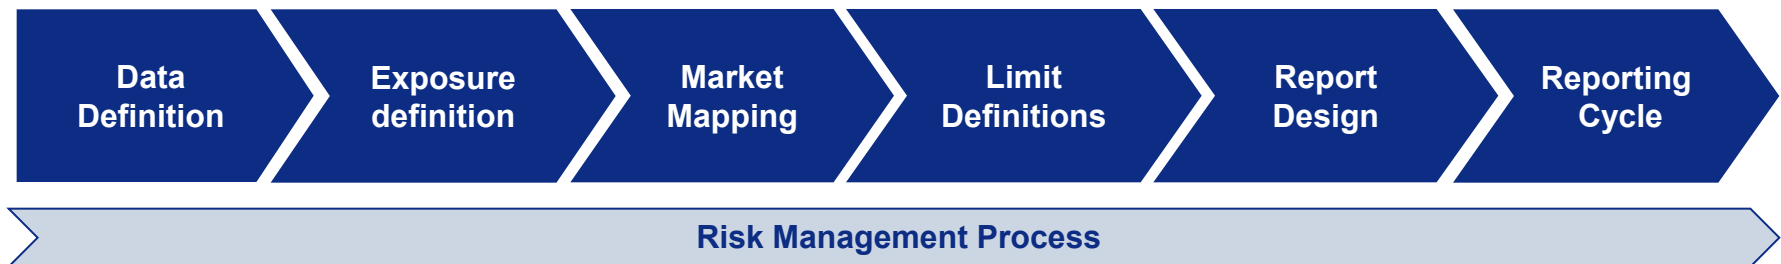 Data
Definition
Exposure
definition
Market
Mapping
Limit
Definitions
Report
Design
Reporting
Cycle
Risk Management Process